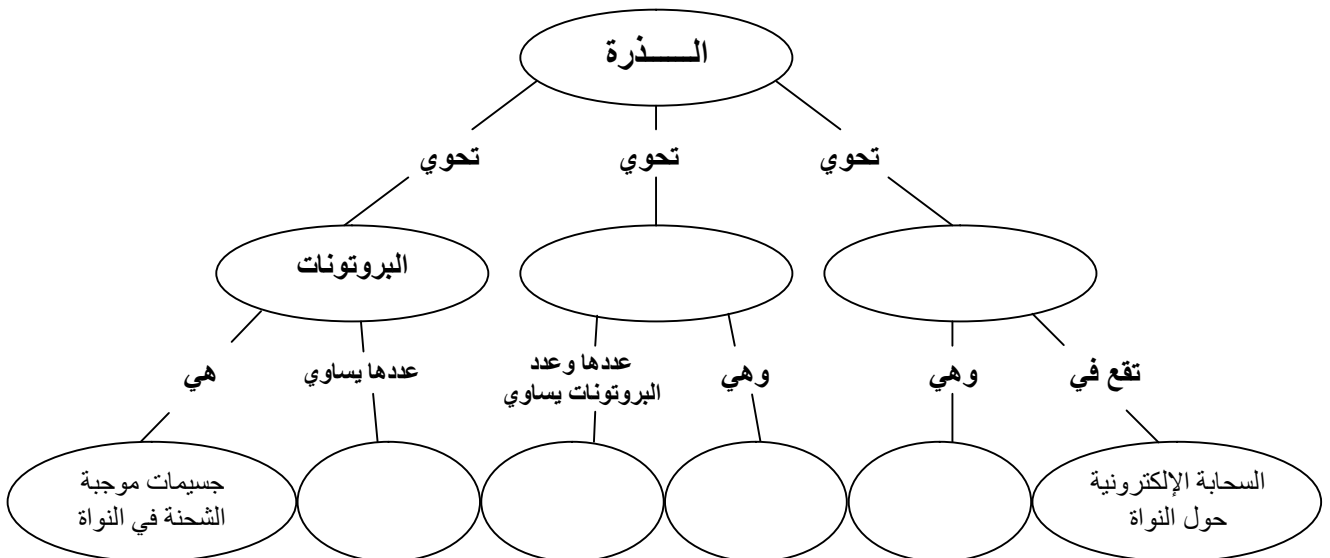 الـــــذرة
تحوي
تحوي
تحوي
البروتونات
تقع في
وهي
وهي
عددها وعدد
البروتونات يساوي
عددها يساوي
هي
السحابة الإلكترونية
حول النواة
جسيمات موجبة
الشحنة في النواة